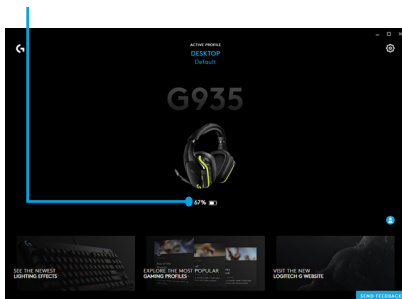 ACTIVE PROFILE
DESKTOP
Default
G935
67%
SEE THE NEWEST
LIGHTING EFFECTS
EXPLORE THE MOST POPULAR
GAMING PROFILES
VISIT THE NEW
LOGITECH G WEBSITE
SEND FEEDBACK